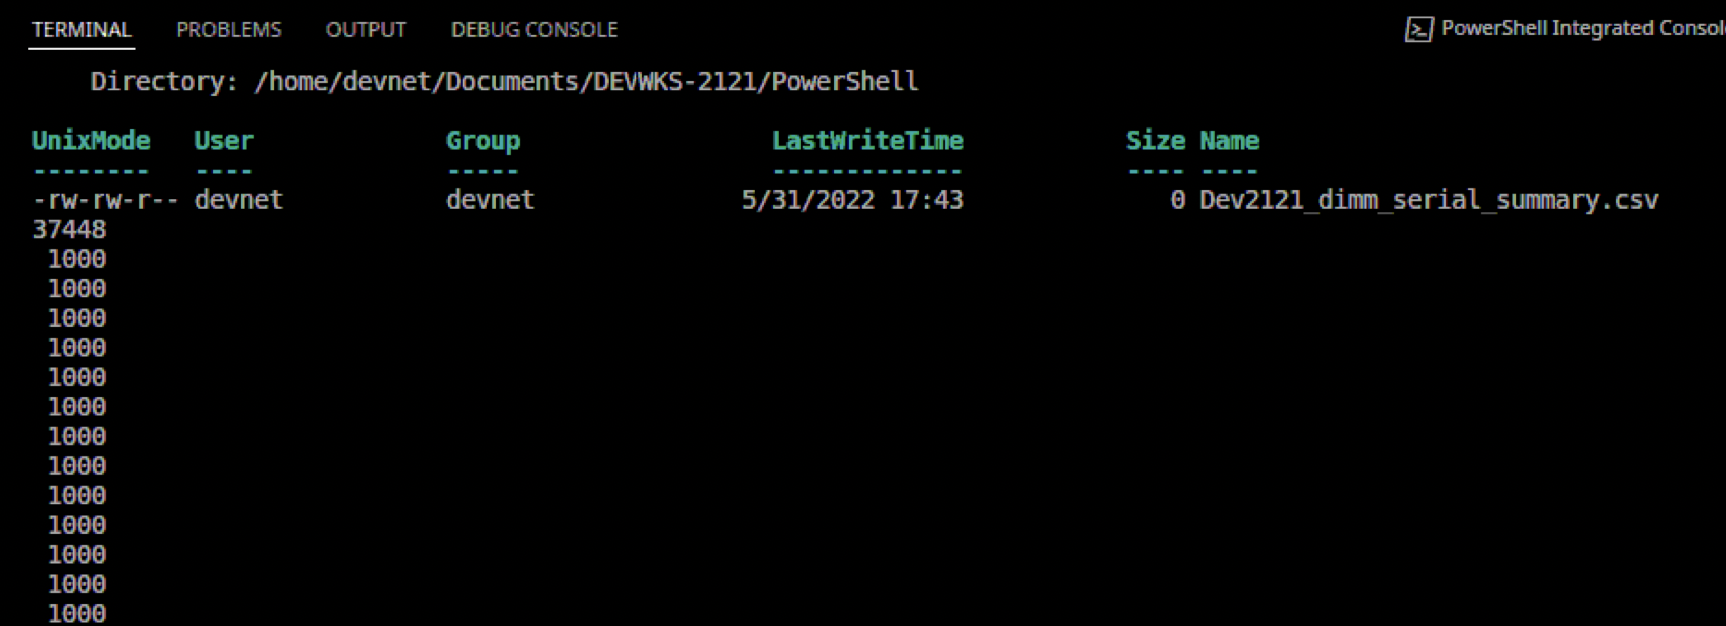 TERMINAL PROBLEMS OUTPUT DEBUG CONSOLE PowerShell Integrated
Directory: /home/devnet/Documents/DEVWKS-2121/PowerShell
UnixMode User Group LastWriteTime Size Name
-------- ---- ----- ------------- ---- ----
-rw-rw-r-- devnet devnet 5/31/2022 17:43 0 Dev2121_dimm_serial_summary.csv
37448
1000
1000
1000
1000
1000
1000
1000
1000
1000
1000
1000
1000
1000